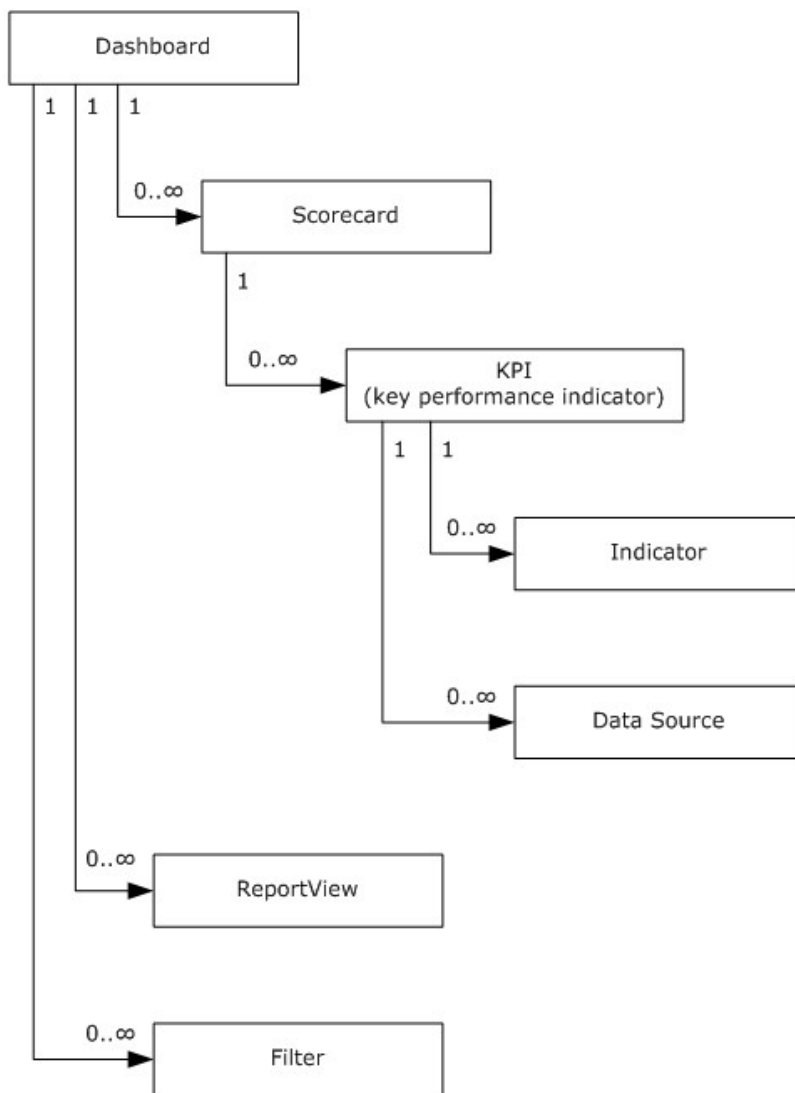 Dashboard
1 1 1
0..∞
Scorecard
1
0..∞
KPI
(key performance indicator)
1 1
0..∞
Indicator
0..∞
Data Source
0..∞
ReportView
0..∞
Filter